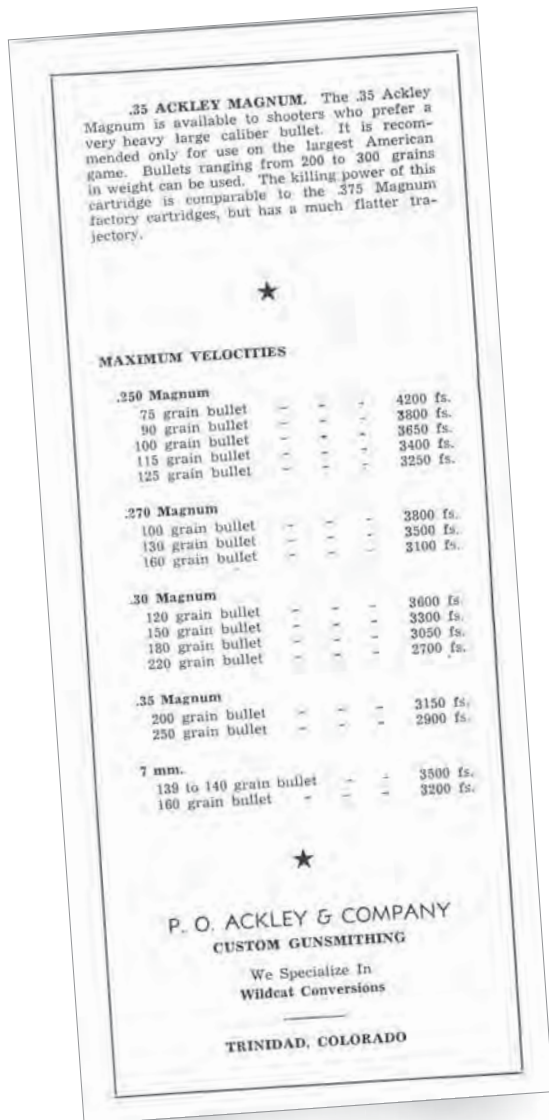 .35 ACKLEY MAGNUM. The .35 Ackley
Magnum is available to shooters who prefer a
very heavy large caliber bullet. It is recom-
mended only for use on the largest American
game. Bullets ranging from 200 to 300 grains
in weight can be used. The killing power of this
cartridge is comparable to the .375 Magnum
factory cartridges, but has a much flatter tra-
jectory.
★
MAXIMUM VELOCITIES
.250 Magnum
75 grain bullet - - - 4200 fs.
90 grain bullet - - - 3800 fs.
100 grain bullet - - - 3650 fs.
115 grain bullet - - - 3400 fs.
125 grain bullet - - - 3250 fs.
.270 Magnum
100 grain bullet - - - 3800 fs.
130 grain bullet - - - 3500 fs.
160 grain bullet - - - 3100 fs.
.30 Magnum
120 grain bullet - - - 3600 fs.
150 grain bullet - - - 3300 fs.
180 grain bullet - - - 3050 fs.
220 grain bullet - - - 2700 fs.
.35 Magnum
200 grain bullet - - - 3150 fs.
250 grain bullet - - - 2900 fs.
7 mm.
139 to 140 grain bullet - - 3500 fs.
160 grain bullet - - - 3200 fs.
★
P. O. ACKLEY & COMPANY
CUSTOM GUNSMITHING
We Specialize In
Wildcat Conversions
TRINIDAD, COLORADO